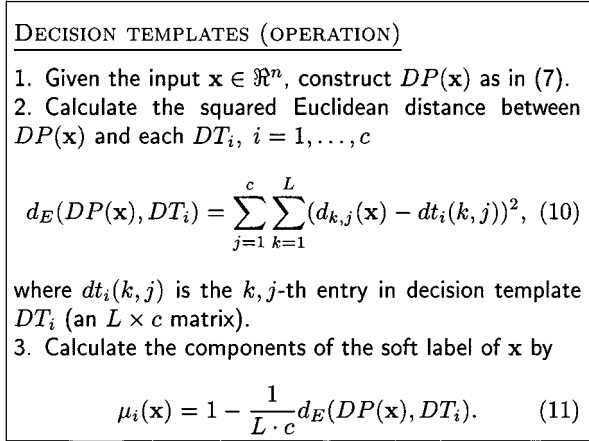 DECISION TEMPLATES (OPERATION)
1. Given the input x ∈ ℜⁿ, construct DP(x) as in (7).
2. Calculate the squared Euclidean distance between
DP(x) and each DTᵢ, i = 1, . . . , c
d_E(DP(x), DTᵢ) = ∑_{j=1}^{c} ∑_{k=1}^{L} (d_{k,j}(x) − dtᵢ(k, j))², (10)
where dtᵢ(k, j) is the k, j-th entry in decision template
DTᵢ (an L × c matrix).
3. Calculate the components of the soft label of x by
μᵢ(x) = 1 − \frac{1}{L · c} d_E(DP(x), DTᵢ). (11)